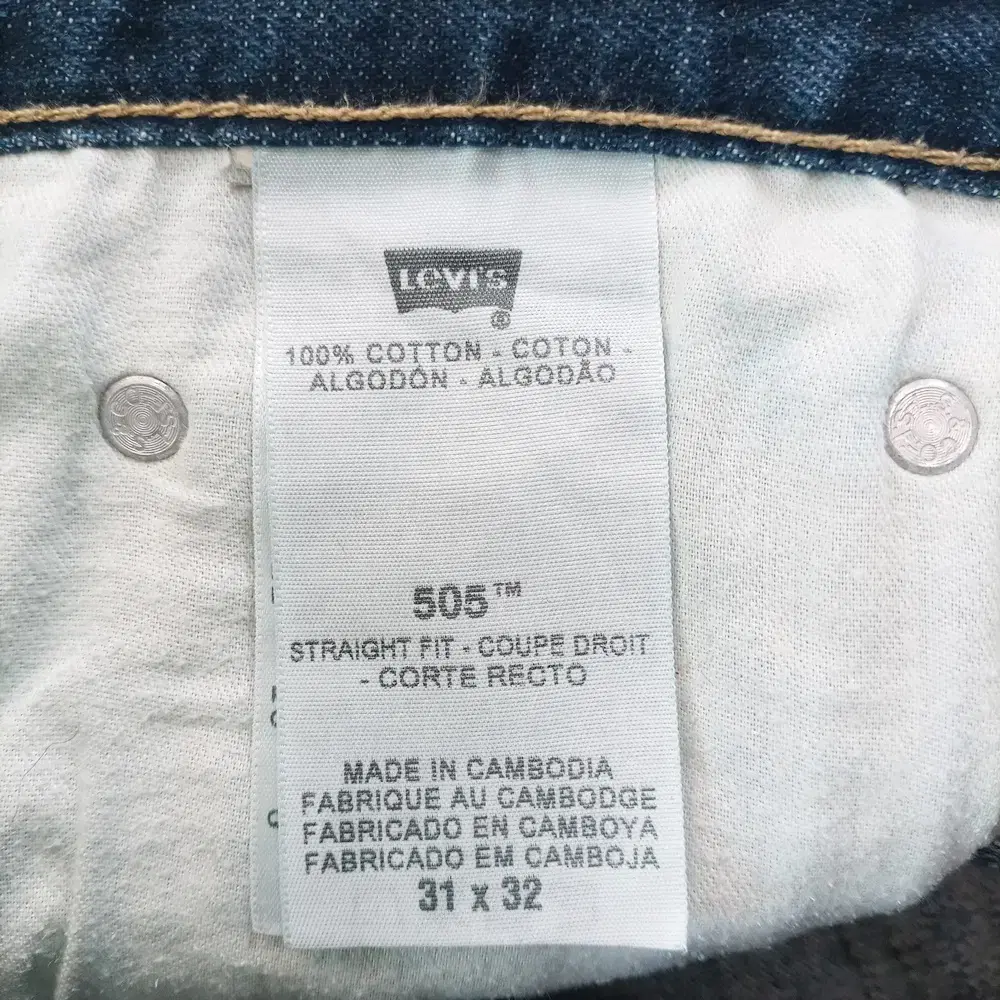 LEVI'S
®
100% COTTON - COTON -
ALGODÓN - ALGODÃO
505™
STRAIGHT FIT - COUPE DROIT
- CORTE RECTO
MADE IN CAMBODIA
FABRIQUE AU CAMBODGE
FABRICADO EN CAMBOYA
FABRICADO EM CAMBOJA
31 x 32